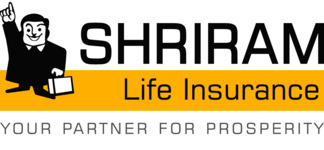 SHRIRAM
Life Insurance
YOUR PARTNER FOR PROSPERITY